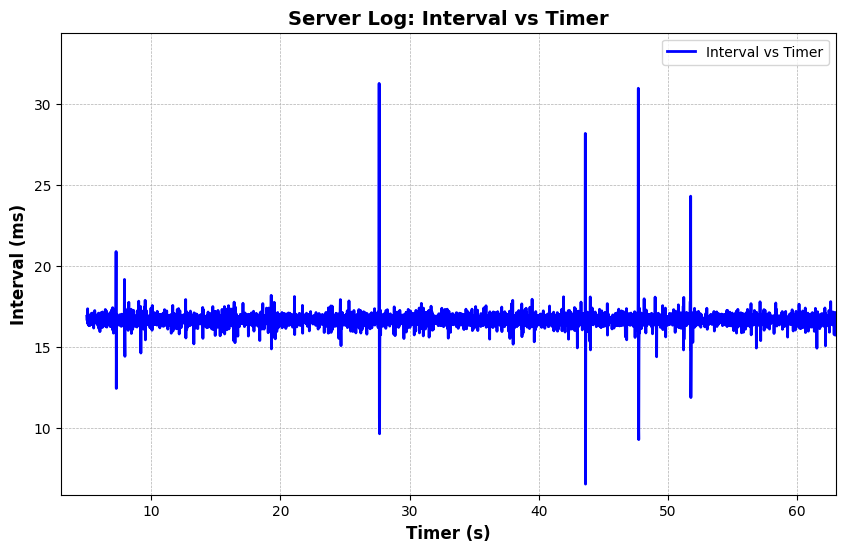 Server Log: Interval vs Timer
Interval vs Timer
30
25
20
15
10
Interval (ms)
10 20 30 40 50 60
Timer (s)